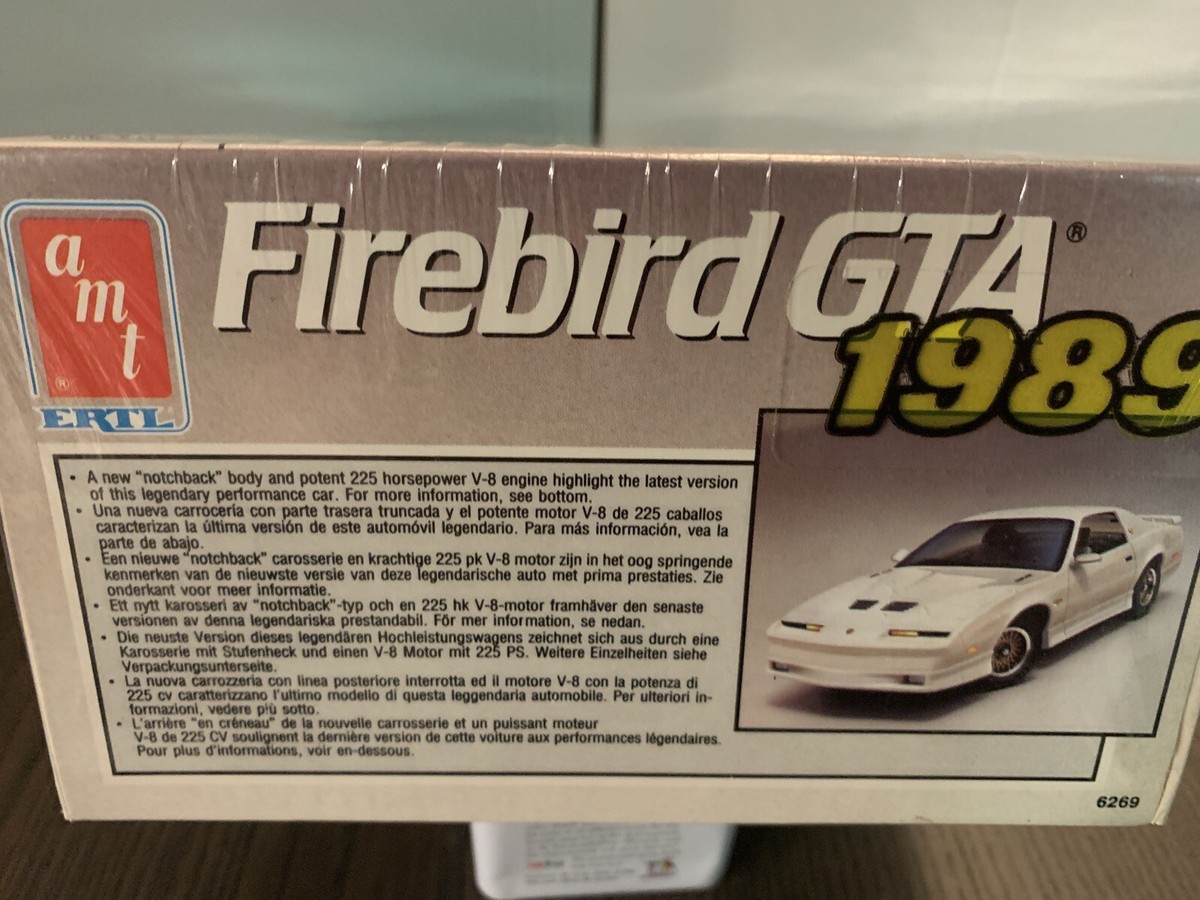 amt
®
ERTL
Firebird GTA®
1989
• A new "notchback" body and potent 225 horsepower V-8 engine highlight the latest version
of this legendary performance car. For more information, see bottom.
• Una nueva carrocería con parte trasera truncada y el potente motor V-8 de 225 caballos
caracterizan la última versión de este automóvil legendario. Para más información, vea la
parte de abajo.
• Een nieuwe "notchback" carosserie en krachtige 225 pk V-8 motor zijn in het oog springende
kenmerken van de nieuwste versie van deze legendarische auto met prima prestaties. Zie
onderkant voor meer informatie.
• Ett nytt karosseri av "notchback"-typ och en 225 hk V-8-motor framhäver den senaste
versionen av denna legendariska prestandabil. För mer information, se nedan.
• Die neuste Version dieses legendären Hochleistungswagens zeichnet sich aus durch eine
Karosserie mit Stufenheck und einen V-8 Motor mit 225 PS. Weitere Einzelheiten siehe
Verpackungsunterseite.
• La nuova carrozzeria con linea posteriore interrotta ed il motore V-8 con la potenza di
225 cv caratterizzano l'ultimo modello di questa leggendaria automobile. Per ulteriori in-
formazioni, vedere più sotto.
• L'arrière "en créneau" de la nouvelle carrosserie et un puissant moteur
V-8 de 225 CV soulignent la dernière version de cette voiture aux performances légendaires.
Pour plus d'informations, voir en-dessous.
6269